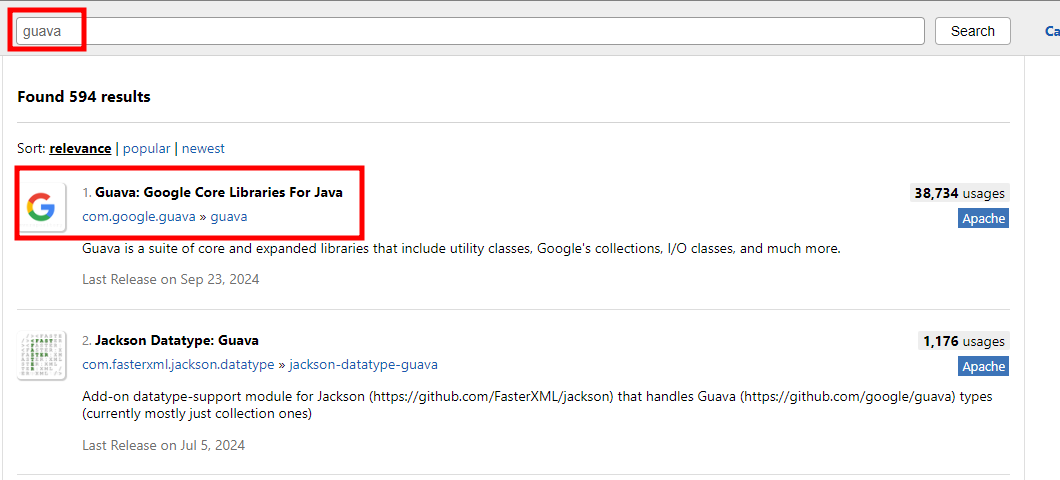 guava
Search
Ca
Found 594 results
Sort: relevance | popular | newest
1. Guava: Google Core Libraries For Java
38,734 usages
com.google.guava » guava
Apache
Guava is a suite of core and expanded libraries that include utility classes, Google's collections, I/O classes, and much more.
Last Release on Sep 23, 2024
2. Jackson Datatype: Guava
1,176 usages
com.fasterxml.jackson.datatype » jackson-datatype-guava
Apache
Add-on datatype-support module for Jackson (https://github.com/FasterXML/jackson) that handles Guava (https://github.com/google/guava) types
(currently mostly just collection ones)
Last Release on Jul 5, 2024